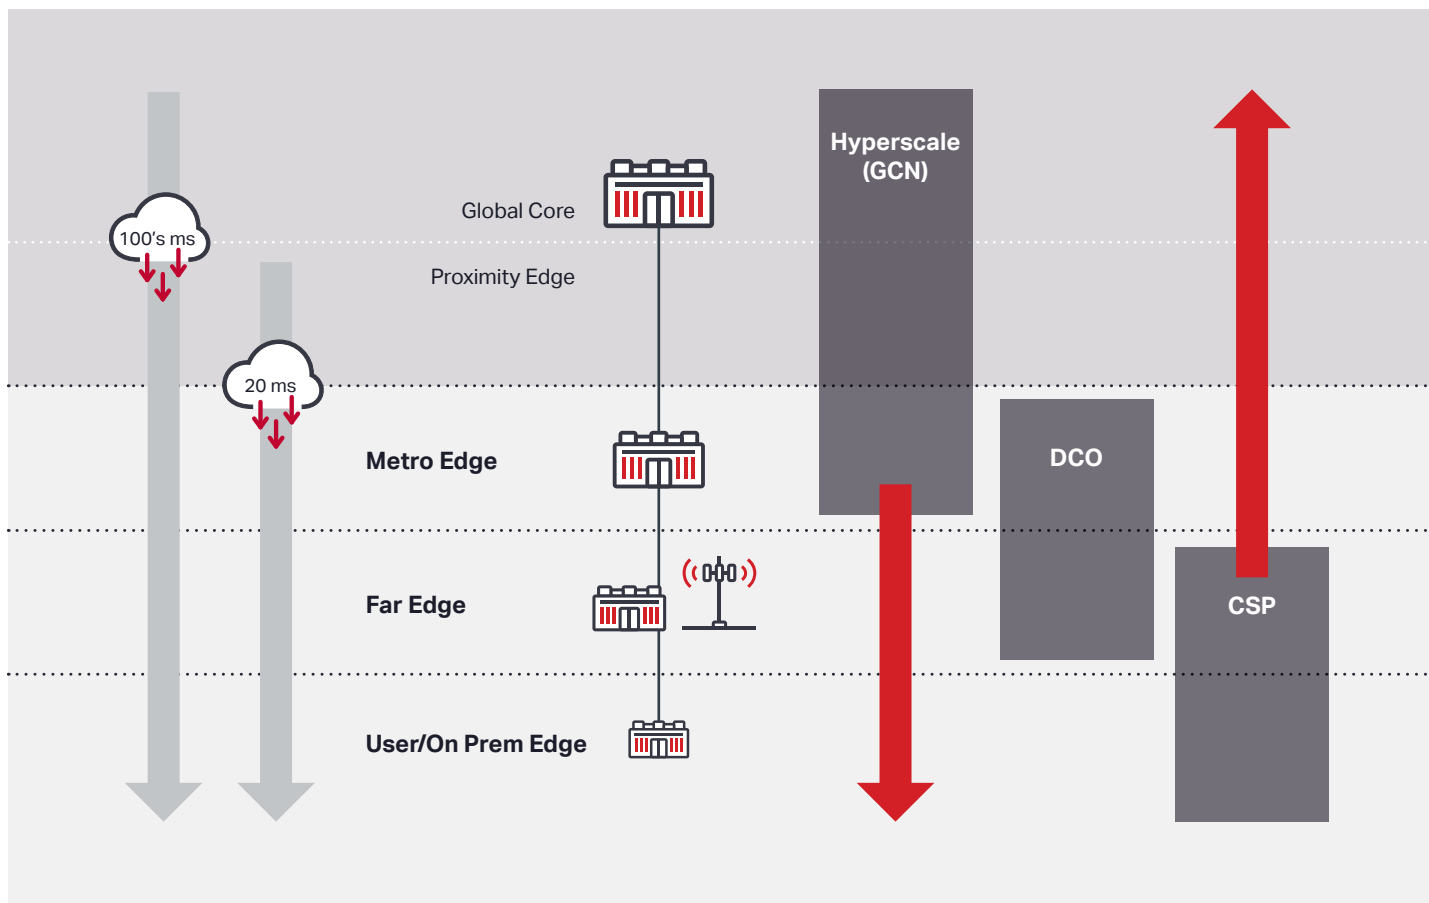 100's ms
20 ms
Global Core
Proximity Edge
Metro Edge
Far Edge
User/On Prem Edge
Hyperscale
(GCN)
DCO
CSP